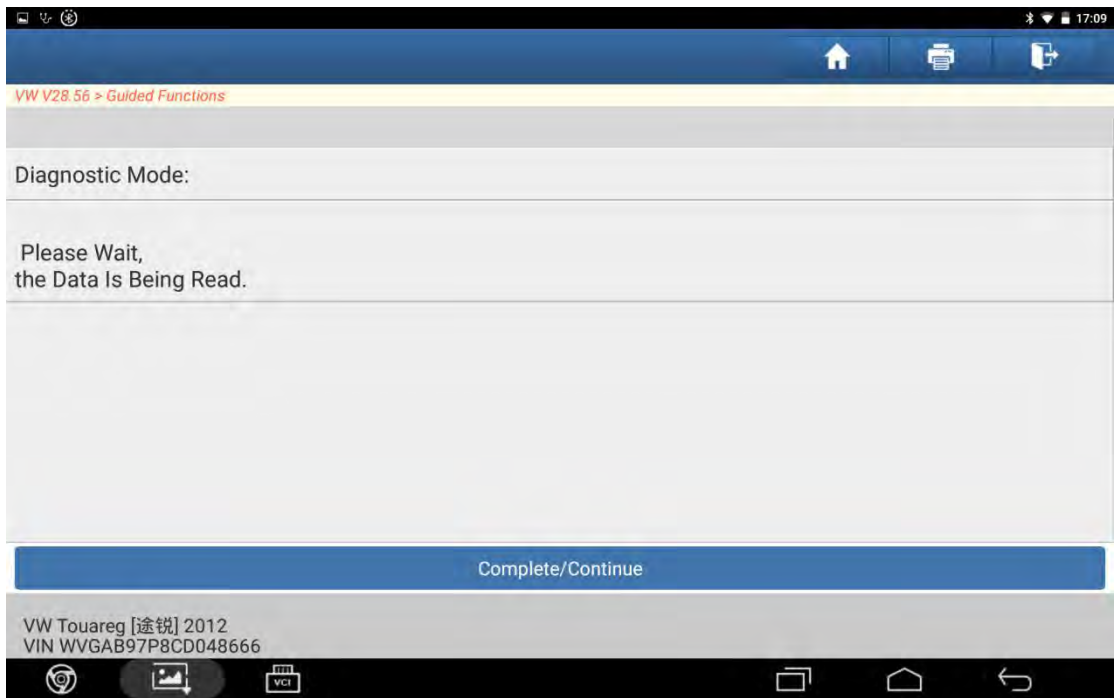 17:09
VW V28.56 > Guided Functions
Diagnostic Mode:
Please Wait,
the Data Is Being Read.
Complete/Continue
VW Touareg [途锐] 2012
VIN WVGAB97P8CD048666
VCI